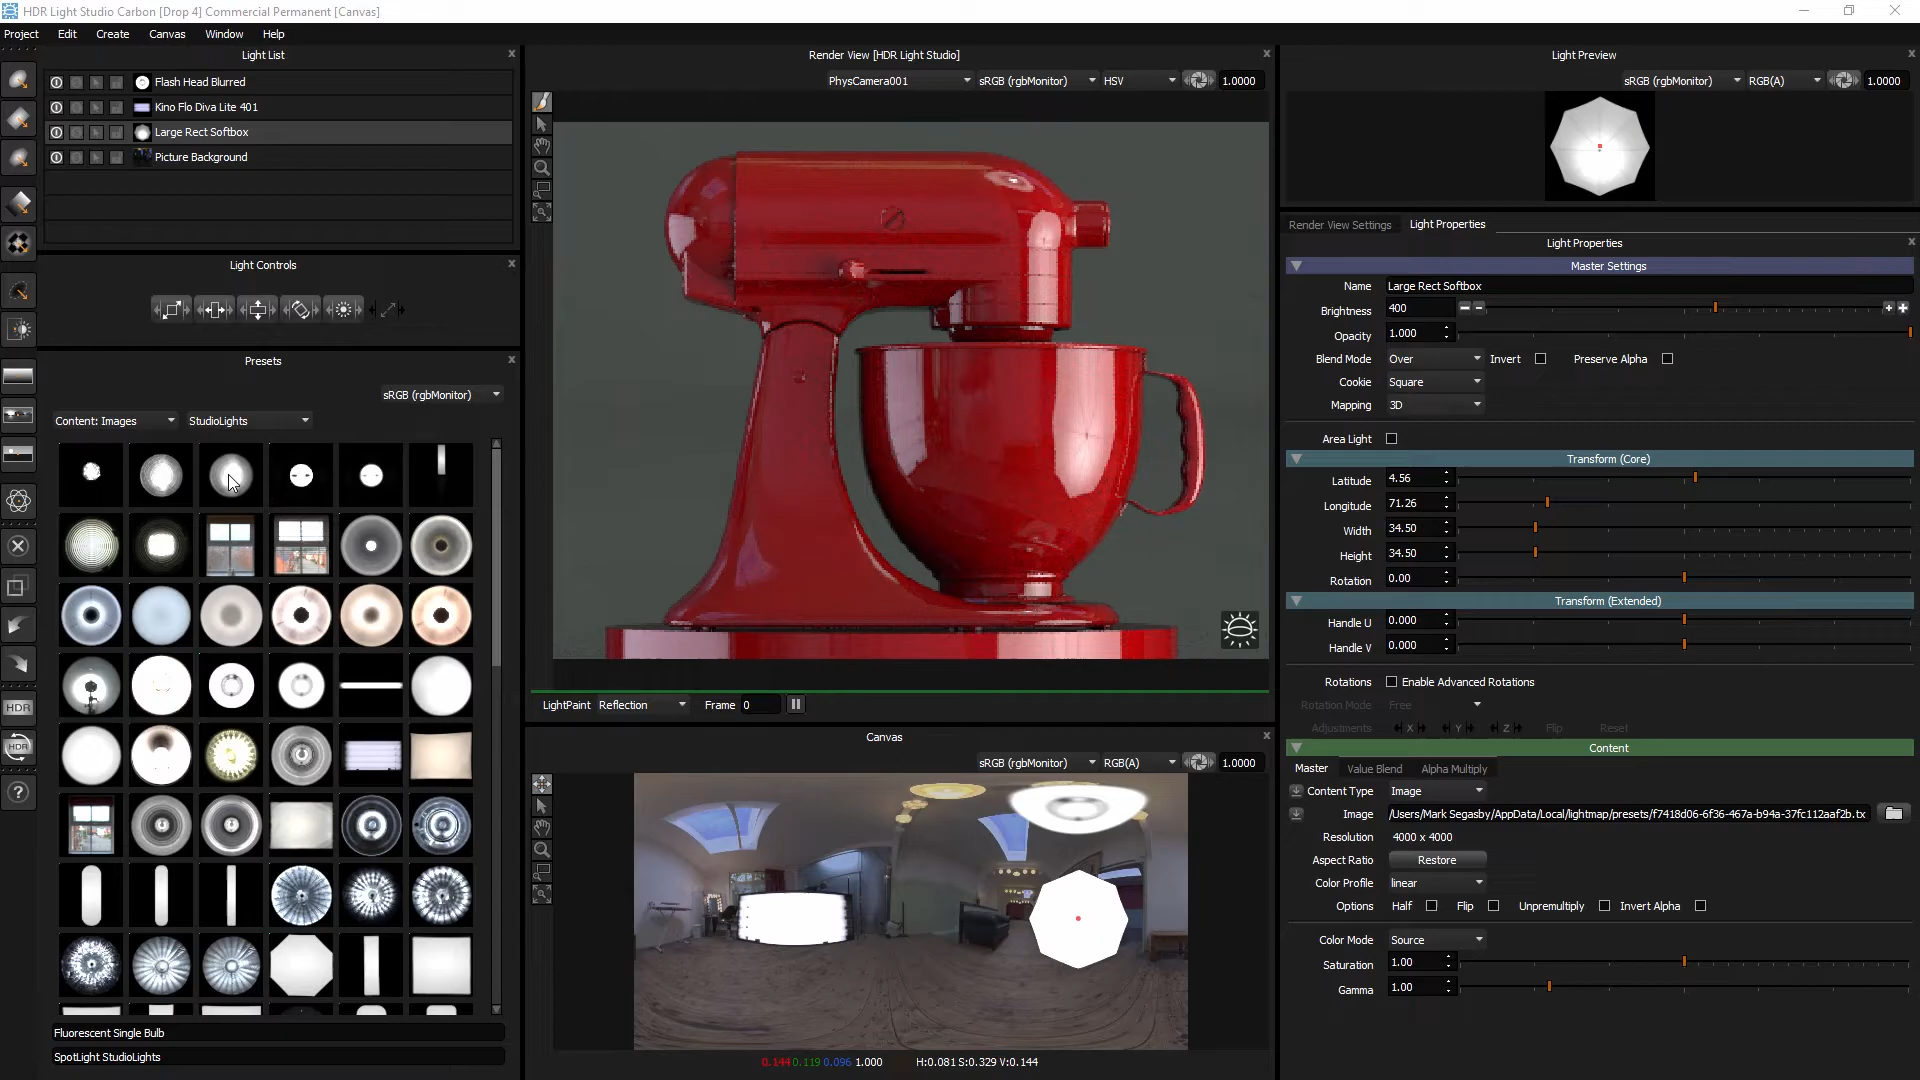 HDR Light Studio Carbon [Drop 4] Commercial Permanent [Canvas]
Project Edit Create Canvas Window Help
Light List
Flash Head Blurred
Kino Flo Diva Lite 401
Large Rect Softbox
Picture Background
Light Controls
Presets
sRGB (rgbMonitor)
Content: Images StudioLights
Fluorescent Single Bulb
SpotLight StudioLights
HDR
HDR
Render View [HDR Light Studio]
PhysCamera001 sRGB (rgbMonitor) HSV 1.0000
LightPaint Reflection Frame 0
Canvas
sRGB (rgbMonitor) RGB(A) 1.0000
0.144 0.119 0.096 1.000 H:0.081 S:0.329 V:0.144
Light Preview
sRGB (rgbMonitor) RGB(A) 1.0000
Render View Settings Light Properties
Light Properties
Master Settings
Name Large Rect Softbox
Brightness 400
Opacity 1.000
Blend Mode Over Invert Preserve Alpha
Cookie Square
Mapping 3D
Area Light
Transform (Core)
Latitude 4.56
Longitude 71.26
Width 34.50
Height 34.50
Rotation 0.00
Transform (Extended)
Handle U 0.000
Handle V 0.000
Rotations Enable Advanced Rotations
Rotation Mode Free
Adjustments X Y Z Flip Reset
Content
Master Value Blend Alpha Multiply
Content Type Image
Image /Users/Mark Segasby/AppData/Local/lightmap/presets/f7418d06-6f36-467a-b94a-37fc112aaf2b.tx
Resolution 4000 x 4000
Aspect Ratio Restore
Color Profile linear
Options Half Flip Unpremultiply Invert Alpha
Color Mode Source
Saturation 1.00
Gamma 1.00